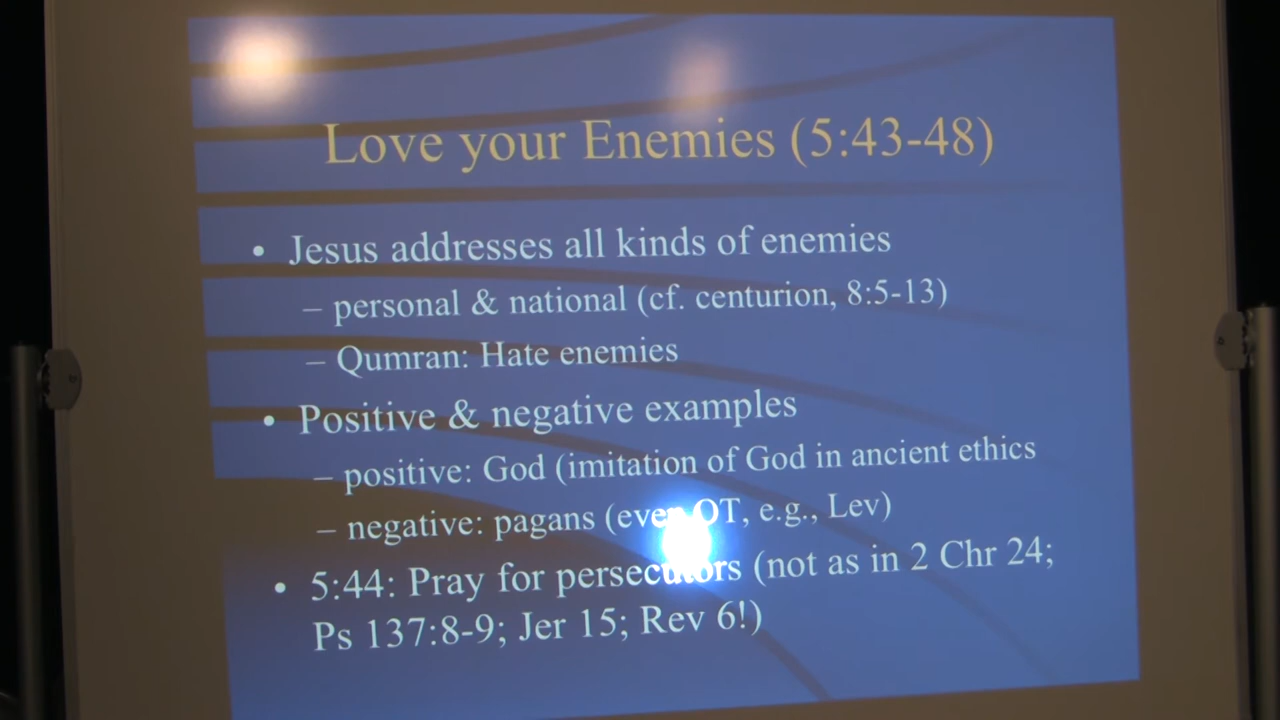 Love your Enemies (5:43-48)
• Jesus addresses all kinds of enemies
– personal & national (cf. centurion, 8:5-13)
– Qumran: Hate enemies
• Positive & negative examples
– positive: God (imitation of God in ancient ethics
– negative: pagans (even OT, e.g., Lev)
• 5:44: Pray for persecutors (not as in 2 Chr 24;
Ps 137:8-9; Jer 15; Rev 6!)